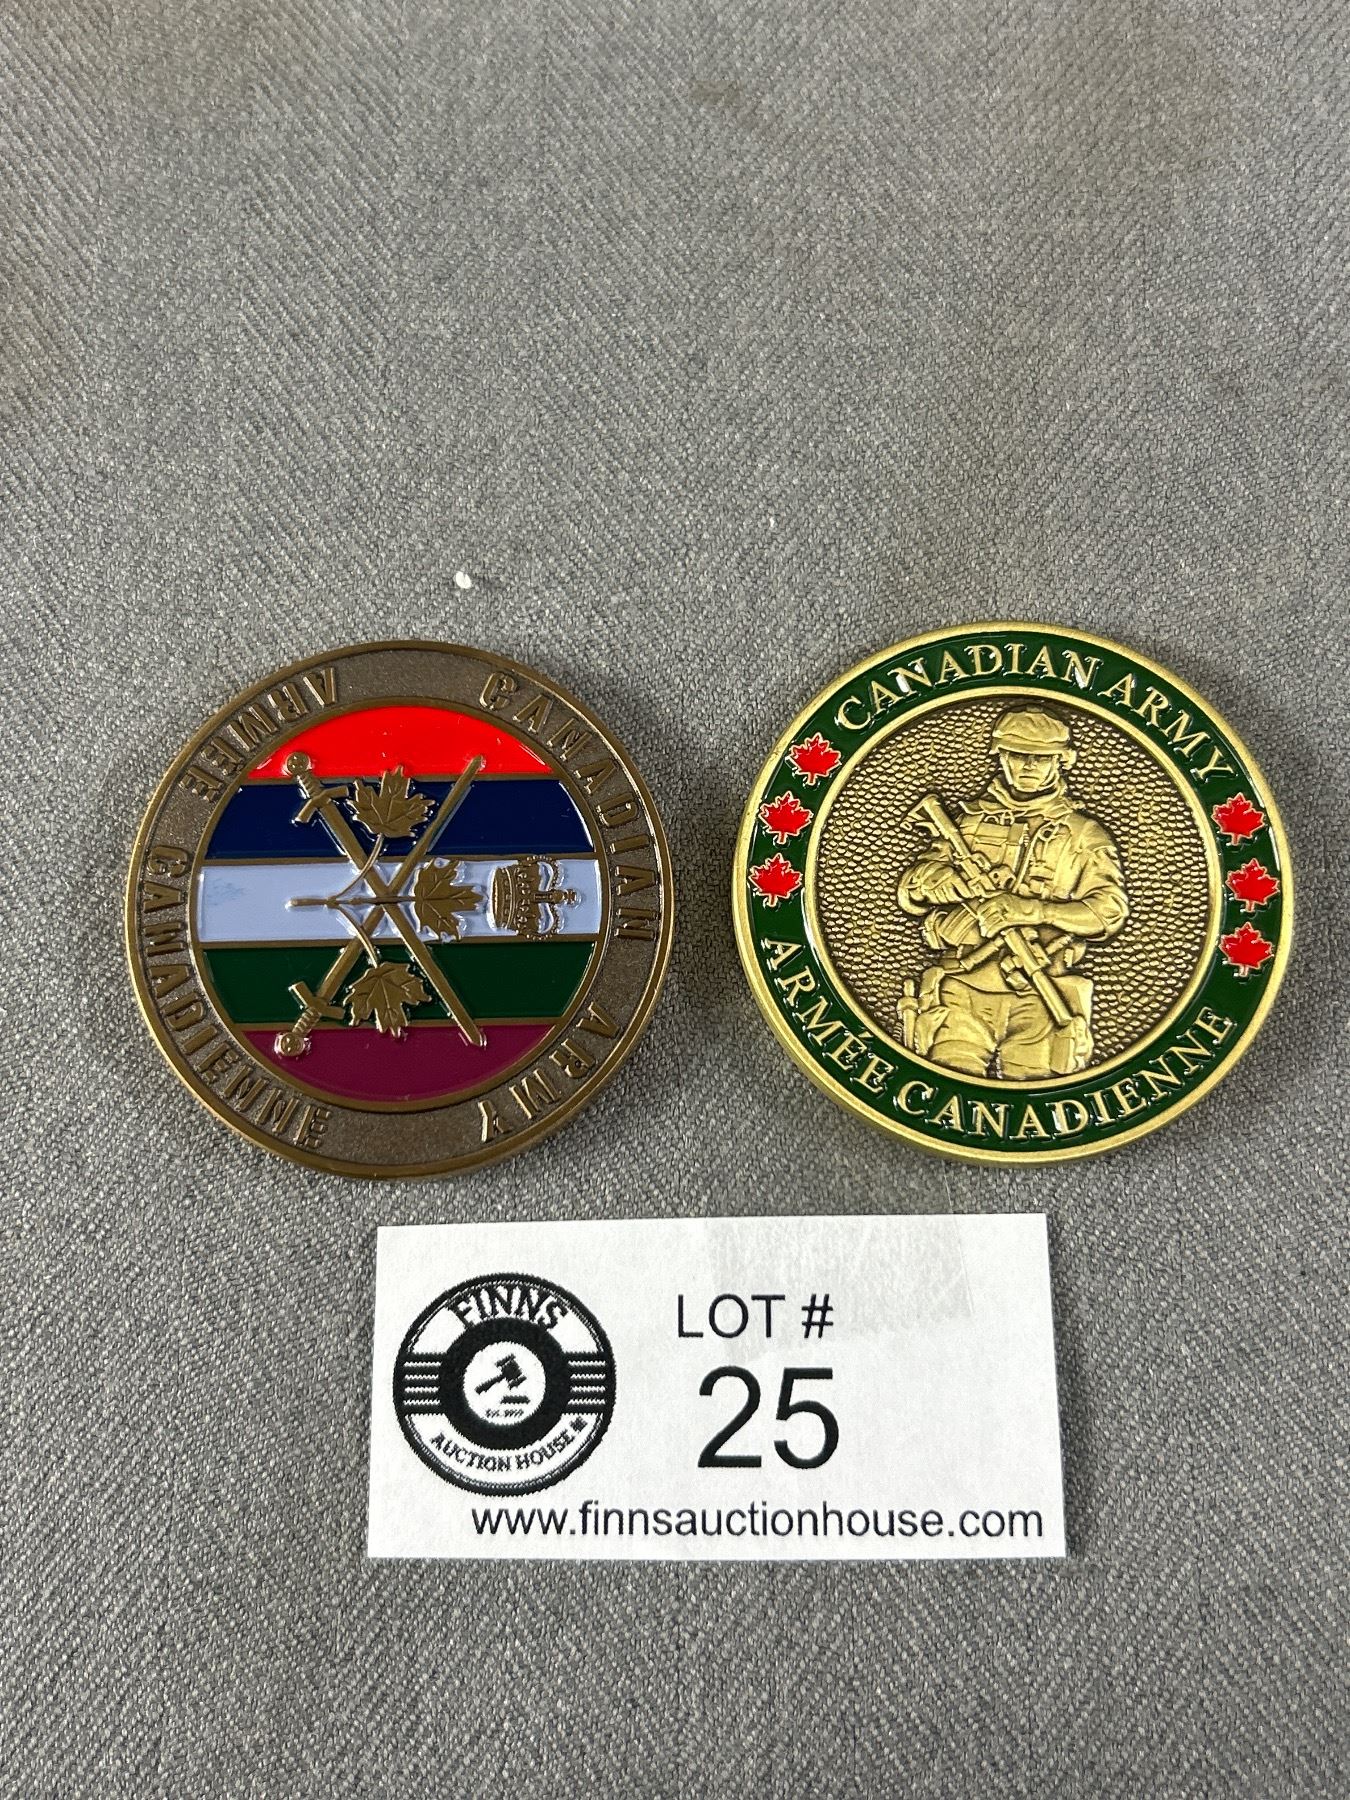 CANADIAN ARMY
ARMÉE CANADIENNE
CANADIAN ARMY
ARMÉE CANADIENNE
FINNS
AUCTION HOUSE
LOT #
25
www.finnsauctionhouse.com